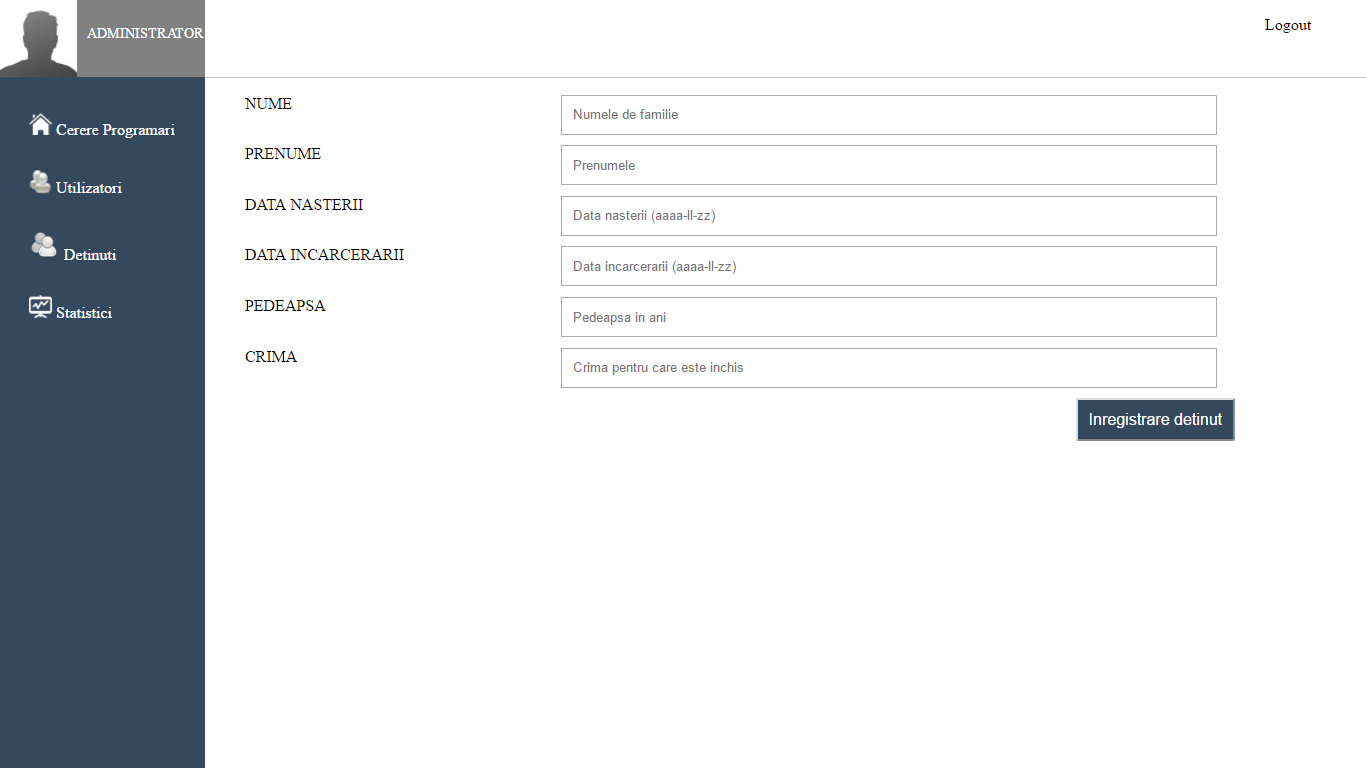 ADMINISTRATOR
Logout
Cerere Programari
Utilizatori
Detinuti
Statistici
NUME
Numele de familie
PRENUME
Prenumele
DATA NASTERII
Data nasterii (aaaa-ll-zz)
DATA INCARCERARII
Data incarcerarii (aaaa-ll-zz)
PEDEAPSA
Pedeapsa in ani
CRIMA
Crima pentru care este inchis
Inregistrare detinut